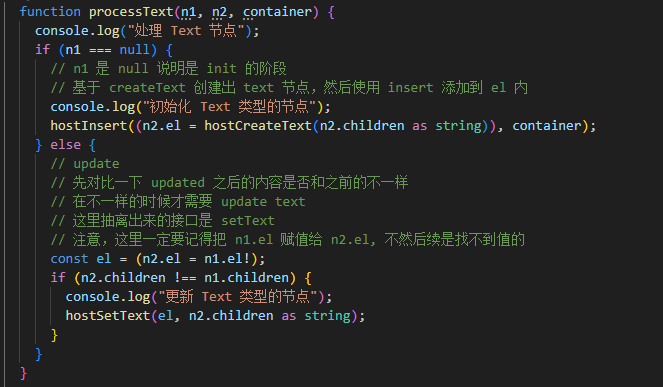 function processText(n1, n2, container) {
  console.log("处理 Text 节点");
  if (n1 === null) {
    // n1 是 null 说明是 init 的阶段
    // 基于 createText 创建出 text 节点，然后使用 insert 添加到 el 内
    console.log("初始化 Text 类型的节点");
    hostInsert((n2.el = hostCreateText(n2.children as string)), container);
  } else {
    // update
    // 先对比一下 updated 之后的内容是否和之前的不一样
    // 在不一样的时候才需要 update text
    // 这里抽离出来的接口是 setText
    // 注意，这里一定要记得把 n1.el 赋值给 n2.el, 不然后续是找不到值的
    const el = (n2.el = n1.el!);
    if (n2.children !== n1.children) {
      console.log("更新 Text 类型的节点");
      hostSetText(el, n2.children as string);
    }
  }
}